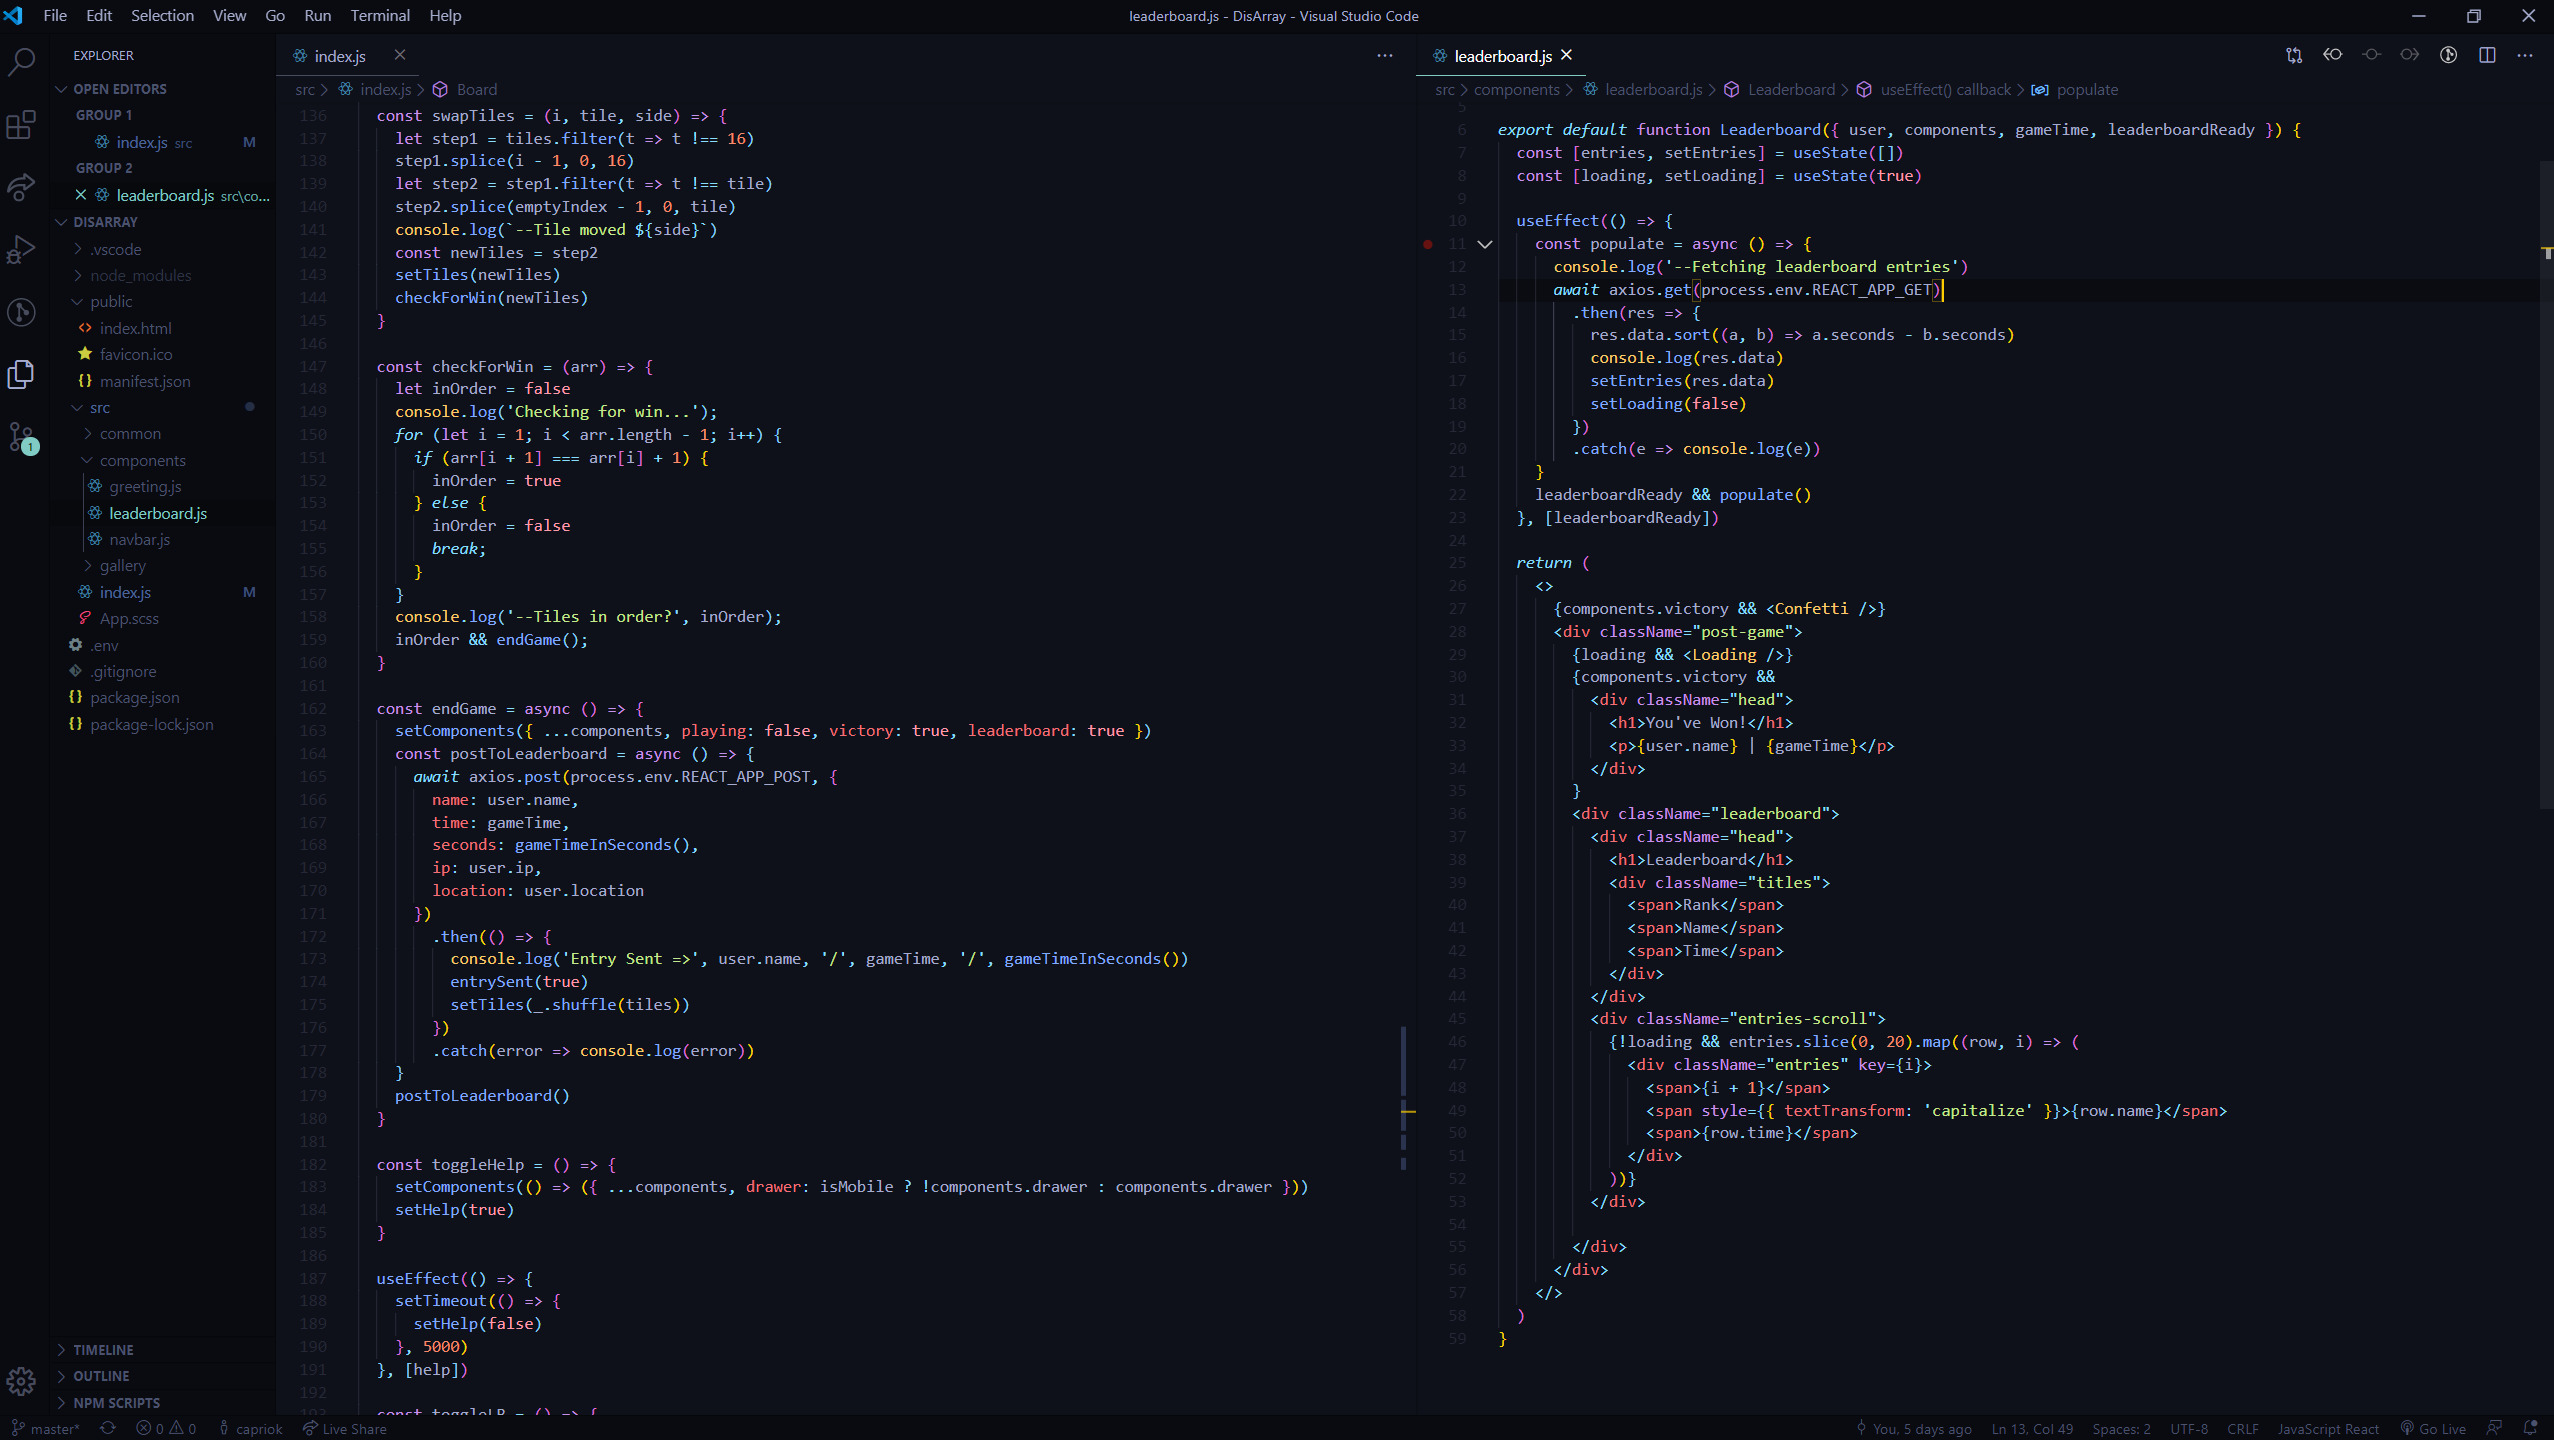 File Edit Selection View Go Run Terminal Help
leaderboard.js - DisArray - Visual Studio Code
EXPLORER
OPEN EDITORS
GROUP 1
index.js src M
GROUP 2
leaderboard.js src\co...
DISARRAY
.vscode
node_modules
public
index.html
favicon.ico
manifest.json
src
common
components
greeting.js
leaderboard.js
navbar.js
gallery
index.js M
App.scss
.env
.gitignore
package.json
package-lock.json
TIMELINE
OUTLINE
NPM SCRIPTS
1
index.js
src > index.js > Board
136 const swapTiles = (i, tile, side) => {
137 let step1 = tiles.filter(t => t !== 16)
138 step1.splice(i - 1, 0, 16)
139 let step2 = step1.filter(t => t !== tile)
140 step2.splice(emptyIndex - 1, 0, tile)
141 console.log(`--Tile moved ${side}`)
142 const newTiles = step2
143 setTiles(newTiles)
144 checkForWin(newTiles)
145 }
146
147 const checkForWin = (arr) => {
148 let inOrder = false
149 console.log('Checking for win...');
150 for (let i = 1; i < arr.length - 1; i++) {
151 if (arr[i + 1] === arr[i] + 1) {
152 inOrder = true
153 } else {
154 inOrder = false
155 break;
156 }
157 }
158 console.log('--Tiles in order?', inOrder);
159 inOrder && endGame();
160 }
161
162 const endGame = async () => {
163 setComponents({ ...components, playing: false, victory: true, leaderboard: true })
164 const postToLeaderboard = async () => {
165 await axios.post(process.env.REACT_APP_POST, {
166 name: user.name,
167 time: gameTime,
168 seconds: gameTimeInSeconds(),
169 ip: user.ip,
170 location: user.location
171 })
172 .then(() => {
173 console.log('Entry Sent =>', user.name, '/', gameTime, '/', gameTimeInSeconds())
174 entrySent(true)
175 setTiles(_.shuffle(tiles))
176 })
177 .catch(error => console.log(error))
178 }
179 postToLeaderboard()
180 }
181
182 const toggleHelp = () => {
183 setComponents(() => ({ ...components, drawer: isMobile ? !components.drawer : components.drawer }))
184 setHelp(true)
185 }
186
187 useEffect(() => {
188 setTimeout(() => {
189 setHelp(false)
190 }, 5000)
191 }, [help])
192
193 const toggleLB = () => {
leaderboard.js
src > components > leaderboard.js > Leaderboard > useEffect() callback > populate
5
6 export default function Leaderboard({ user, components, gameTime, leaderboardReady }) {
7 const [entries, setEntries] = useState([])
8 const [loading, setLoading] = useState(true)
9
10 useEffect(() => {
11 const populate = async () => {
12 console.log('--Fetching leaderboard entries')
13 await axios.get(process.env.REACT_APP_GET)
14 .then(res => {
15 res.data.sort((a, b) => a.seconds - b.seconds)
16 console.log(res.data)
17 setEntries(res.data)
18 setLoading(false)
19 })
20 .catch(e => console.log(e))
21 }
22 leaderboardReady && populate()
23 }, [leaderboardReady])
24
25 return (
26 <>
27 {components.victory && <Confetti />}
28 <div className="post-game">
29 {loading && <Loading />}
30 {components.victory &&
31 <div className="head">
32 <h1>You've Won!</h1>
33 <p>{user.name} | {gameTime}</p>
34 </div>
35 }
36 <div className="leaderboard">
37 <div className="head">
38 <h1>Leaderboard</h1>
39 <div className="titles">
40 <span>Rank</span>
41 <span>Name</span>
42 <span>Time</span>
43 </div>
44 </div>
45 <div className="entries-scroll">
46 {!loading && entries.slice(0, 20).map((row, i) => (
47 <div className="entries" key={i}>
48 <span>{i + 1}</span>
49 <span style={{ textTransform: 'capitalize' }}>{row.name}</span>
50 <span>{row.time}</span>
51 </div>
52 ))}
53 </div>
54
55 </div>
56 </div>
57 </>
58 )
59 }
master* 0 0 capriok Live Share
You, 5 days ago Ln 13, Col 49 Spaces: 2 UTF-8 CRLF JavaScript React Go Live